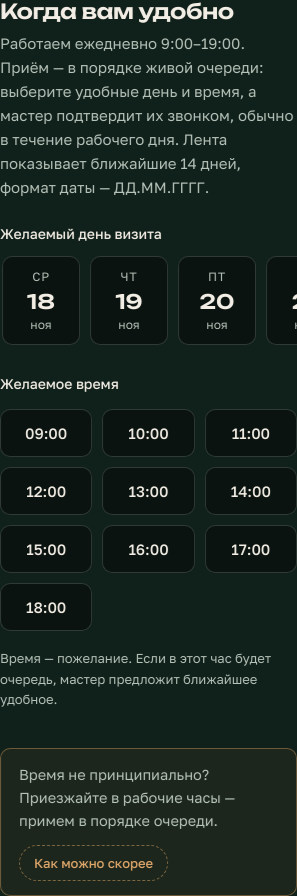 Когда вам удобно
Работаем ежедневно 9:00–19:00.
Приём — в порядке живой очереди:
выберите удобные день и время, а
мастер подтвердит их звонком, обычно
в течение рабочего дня. Лента
показывает ближайшие 14 дней,
формат даты — ДД.ММ.ГГГГ.
Желаемый день визита
СР ЧТ ПТ
18 19 20
ноя ноя ноя
Желаемое время
09:00 10:00 11:00
12:00 13:00 14:00
15:00 16:00 17:00
18:00
Время — пожелание. Если в этот час будет
очередь, мастер предложит ближайшее
удобное.
Время не принципиально?
Приезжайте в рабочие часы —
примем в порядке очереди.
Как можно скорее